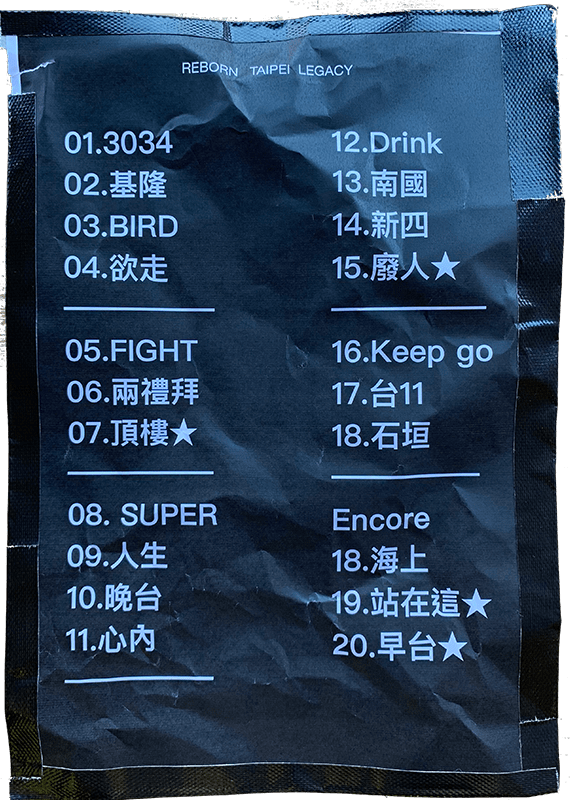 REBORN TAIPEI LEGACY
01.3034
02.基隆
03.BIRD
04.欲走
05.FIGHT
06.兩禮拜
07.頂樓★
08. SUPER
09.人生
10.晚台
11.心內
12.Drink
13.南國
14.新四
15.廢人★
16.Keep go
17.台11
18.石垣
Encore
18.海上
19.站在這★
20.早台★